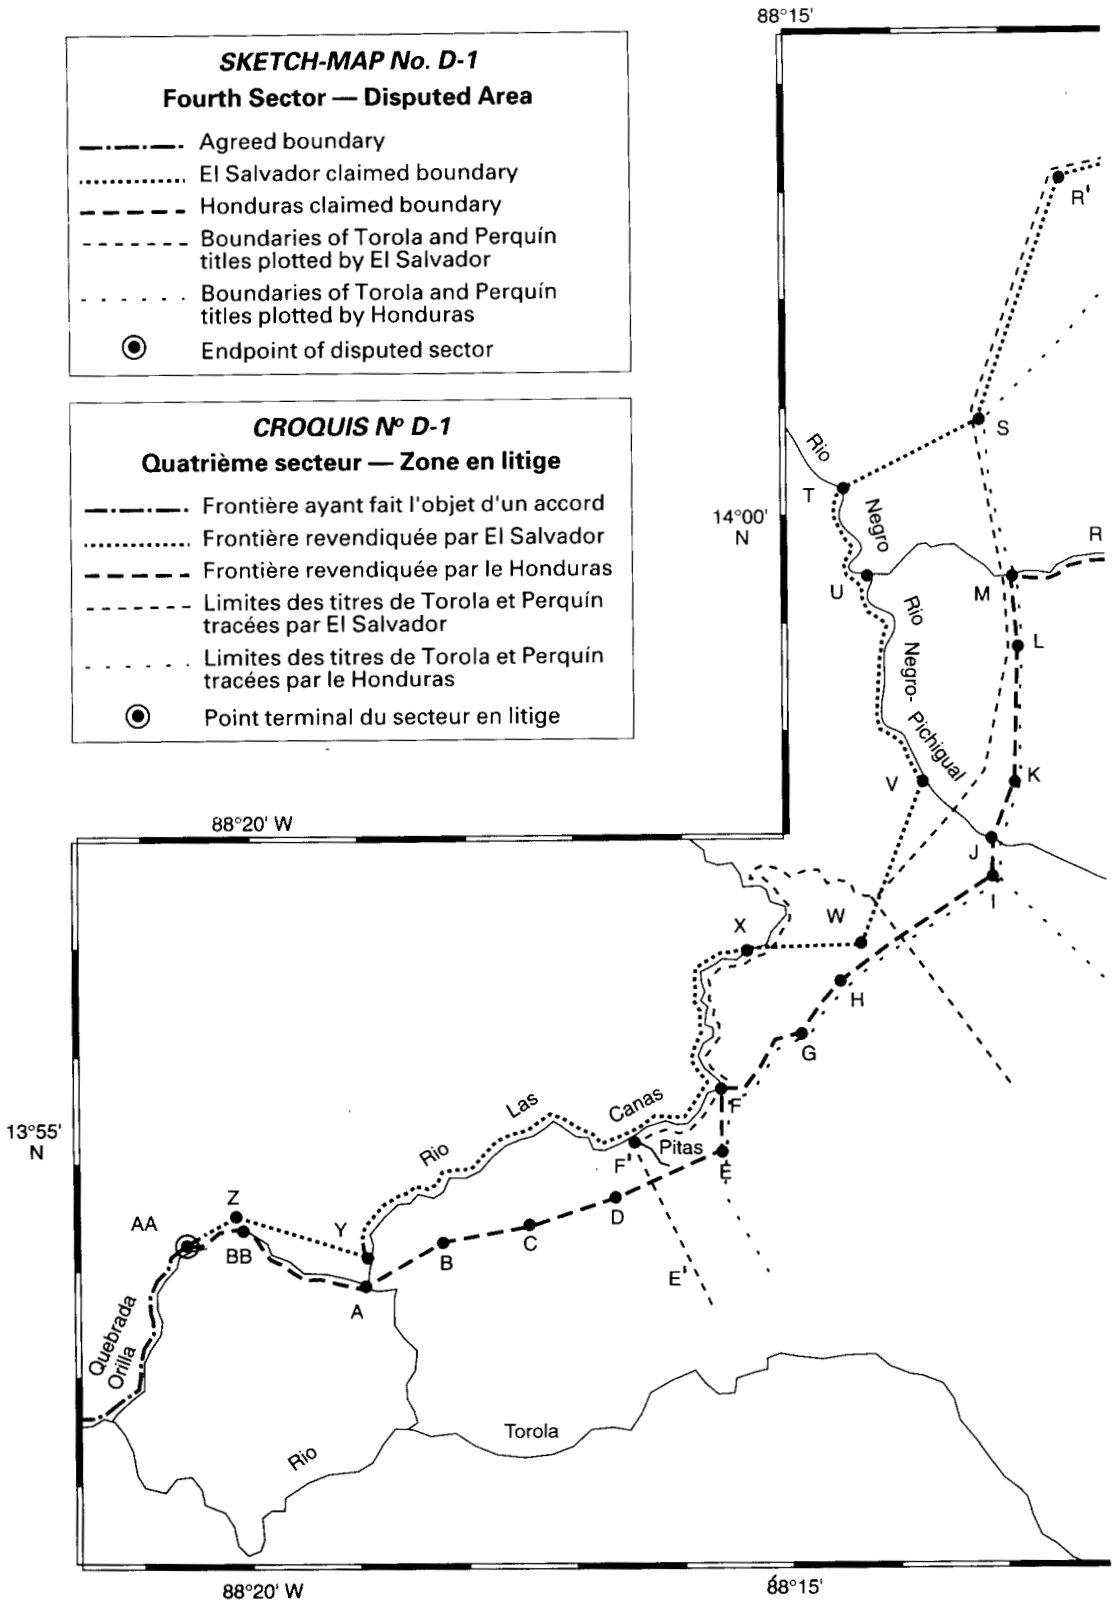 88°15'
SKETCH-MAP No. D-1
Fourth Sector — Disputed Area
Agreed boundary
El Salvador claimed boundary
Honduras claimed boundary
Boundaries of Torola and Perquín
titles plotted by El Salvador
Boundaries of Torola and Perquín
titles plotted by Honduras
Endpoint of disputed sector
CROQUIS Nº D-1
Quatrième secteur — Zone en litige
Frontière ayant fait l'objet d'un accord
Frontière revendiquée par El Salvador
Frontière revendiquée par le Honduras
Limites des titres de Torola et Perquín
tracées par El Salvador
Limites des titres de Torola et Perquín
tracées par le Honduras
Point terminal du secteur en litige
R'
S
Rio
Negro
T
14°00'
N
R
U
M
Rio
Negro-
Pichigual
L
V
K
J
I
88°20' W
X
W
H
G
F
Las
Canas
Rio
13°55'
N
F'
Pitas
E
D
E'
Z
AA
Y
BB
B
C
A
Quebrada
Orilla
Rio
Torola
88°20' W
88°15'